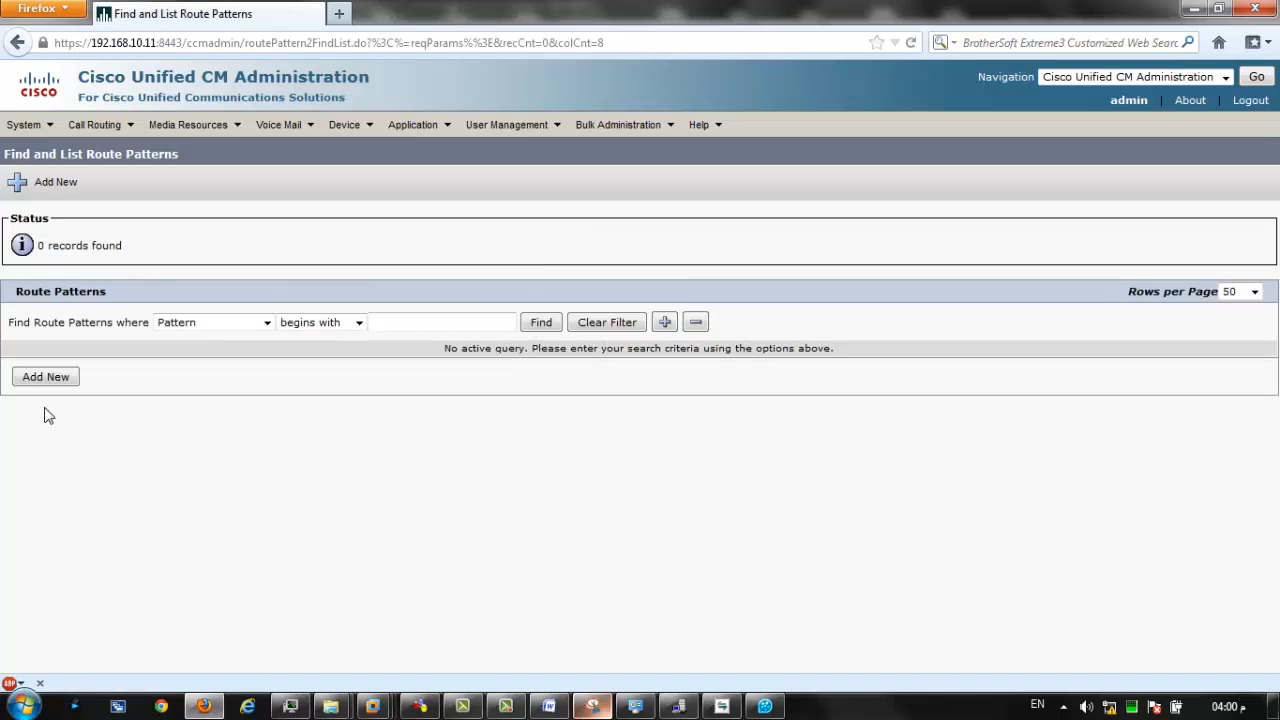 Firefox
Find and List Route Patterns
https://192.168.10.11:8443/ccmadmin/routePattern2FindList.do?%3C%=reqParams%%3E&recCnt=0&colCnt=8
BrotherSoft Extreme3 Customized Web Searc
CISCO
Cisco Unified CM Administration
For Cisco Unified Communications Solutions
Navigation Cisco Unified CM Administration Go
admin | About | Logout
System Call Routing Media Resources Voice Mail Device Application User Management Bulk Administration Help
Find and List Route Patterns
Add New
Status
0 records found
Route Patterns
Rows per Page 50
Find Route Patterns where Pattern begins with Find Clear Filter
No active query. Please enter your search criteria using the options above.
Add New
ABP
EN
04:00 م